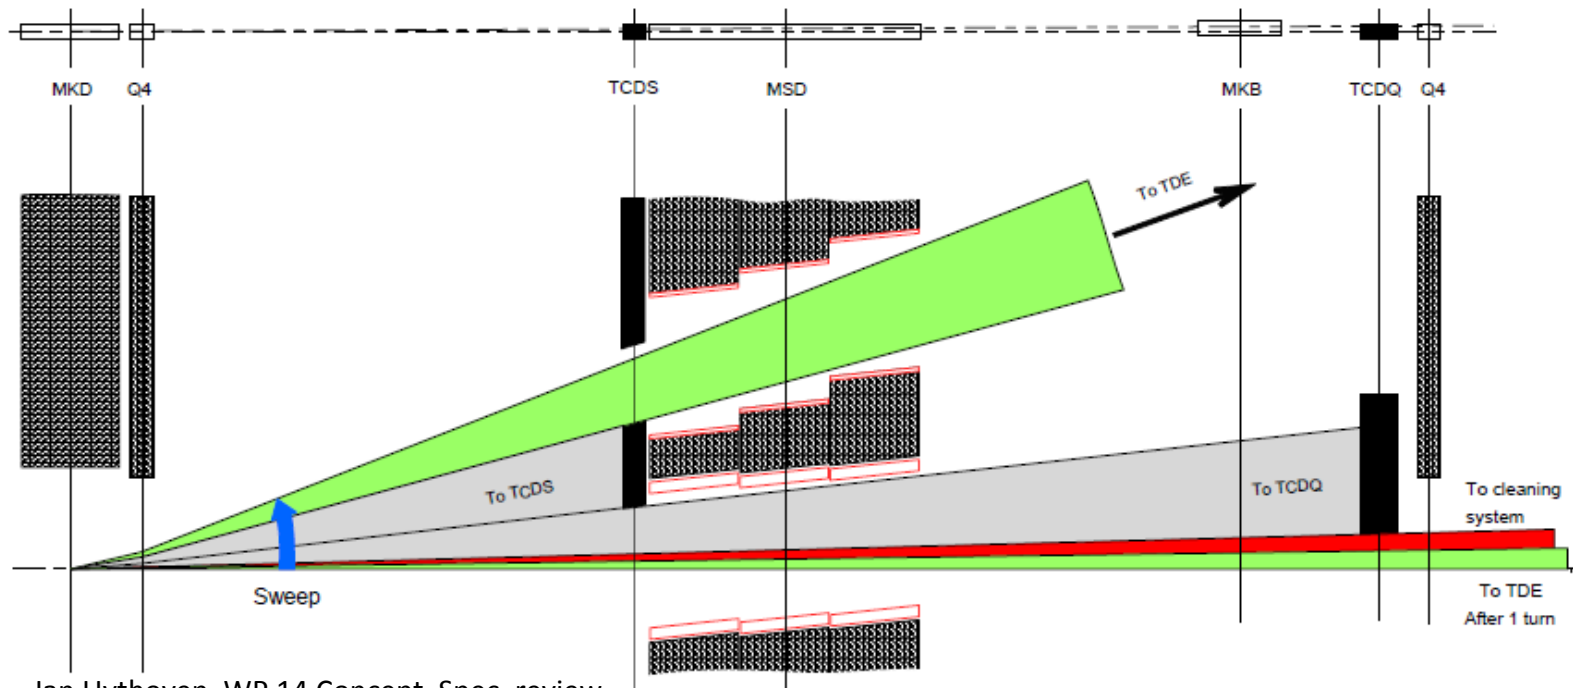 MKD Q4 TCDS MSD MKB TCDQ Q4
To TDE
To TCDS
To TCDQ
To cleaning
system
Sweep
To TDE
After 1 turn